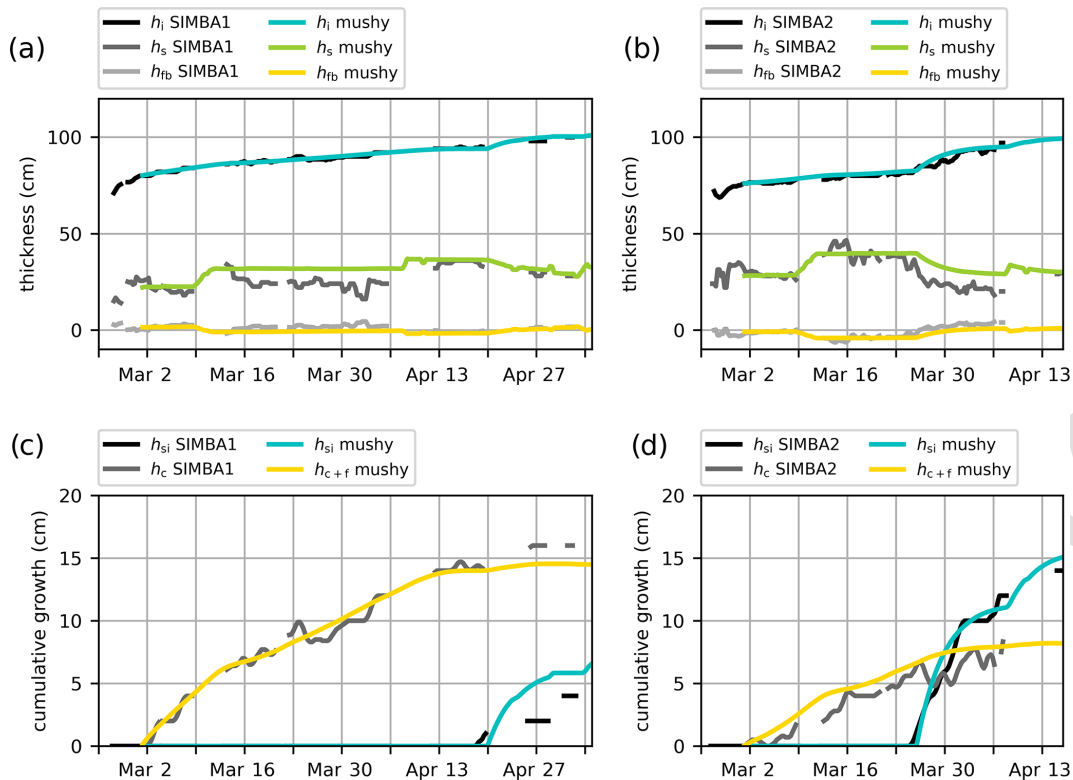 (a)
h_i SIMBA1 h_i mushy
h_s SIMBA1 h_s mushy
h_fb SIMBA1 h_fb mushy
thickness (cm)
100
50
0
Mar 2 Mar 16 Mar 30 Apr 13 Apr 27
(b)
h_i SIMBA2 h_i mushy
h_s SIMBA2 h_s mushy
h_fb SIMBA2 h_fb mushy
thickness (cm)
100
50
0
Mar 2 Mar 16 Mar 30 Apr 13
(c)
h_si SIMBA1 h_si mushy
h_c SIMBA1 h_c+f mushy
cumulative growth (cm)
20
15
10
5
0
Mar 2 Mar 16 Mar 30 Apr 13 Apr 27
(d)
h_si SIMBA2 h_si mushy
h_c SIMBA2 h_c+f mushy
cumulative growth (cm)
20
15
10
5
0
Mar 2 Mar 16 Mar 30 Apr 13